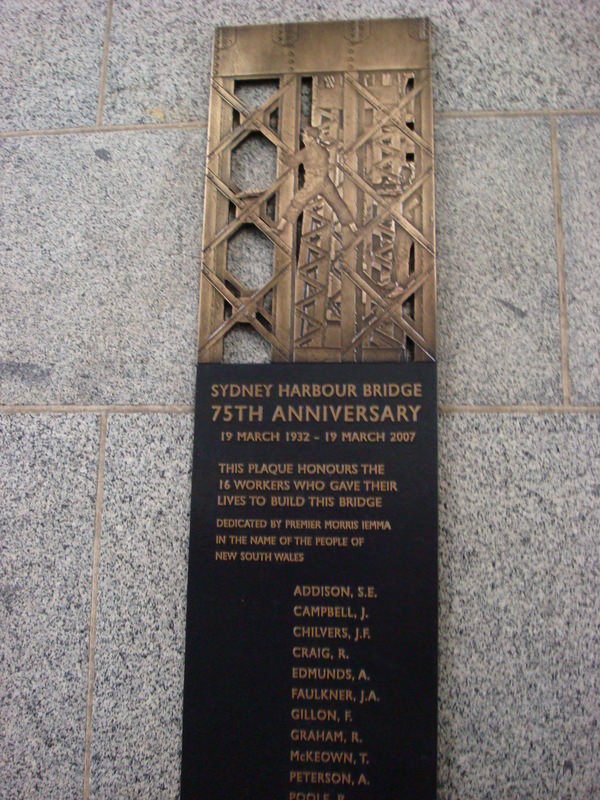 SYDNEY HARBOUR BRIDGE
75TH ANNIVERSARY
19 MARCH 1932 – 19 MARCH 2007
THIS PLAQUE HONOURS THE
16 WORKERS WHO GAVE THEIR
LIVES TO BUILD THIS BRIDGE
DEDICATED BY PREMIER MORRIS IEMMA
IN THE NAME OF THE PEOPLE OF
NEW SOUTH WALES
ADDISON, S.E.
CAMPBELL, J.
CHILVERS, J.F.
CRAIG, R.
EDMUNDS, A.
FAULKNER, J.A.
GILLON, F.
GRAHAM, R.
McKEOWN, T.
PETERSON, A.
POOLE, P.